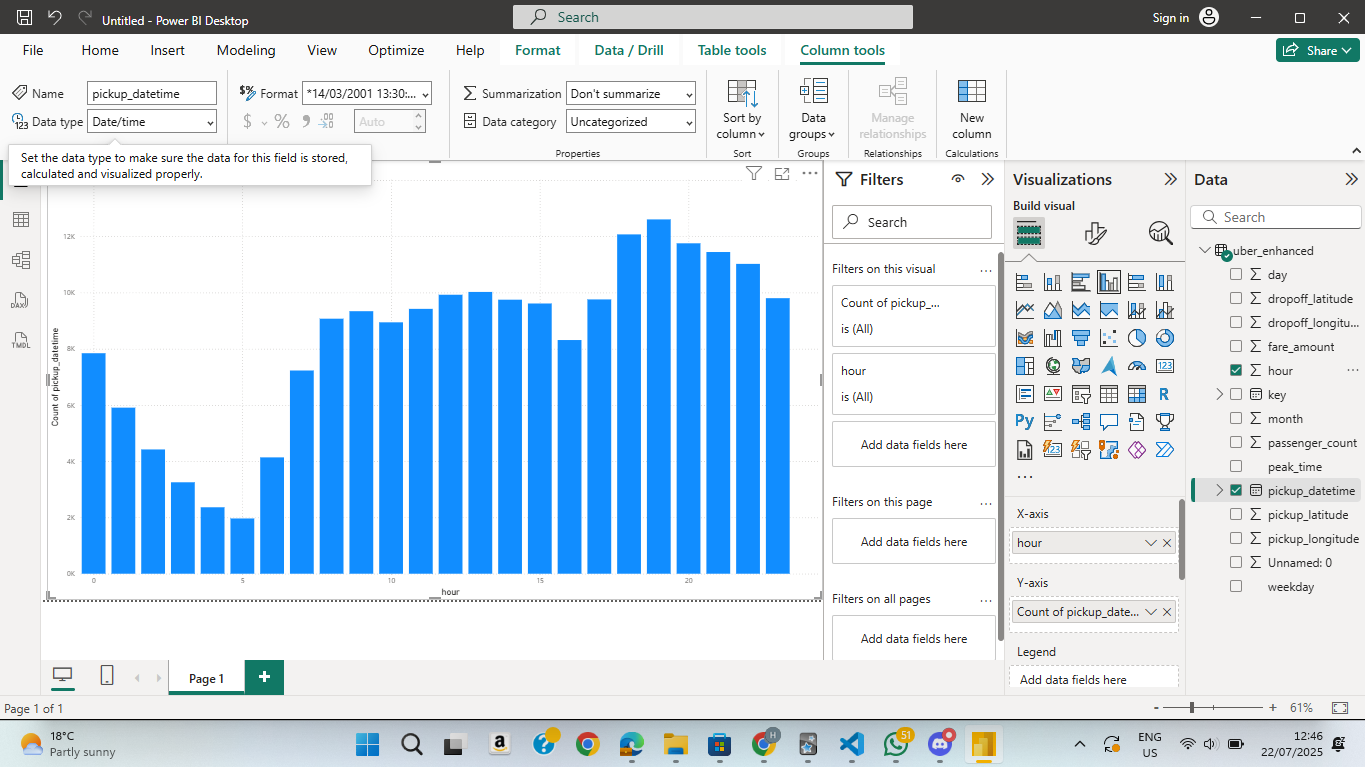 Untitled - Power BI Desktop
Search
Sign in
File
Home
Insert
Modeling
View
Optimize
Help
Format
Data / Drill
Table tools
Column tools
Share
Name
pickup_datetime
Format
*14/03/2001 13:30:...
Summarization
Don't summarize
Data type
Date/time
$
%
Auto
Data category
Uncategorized
Properties
Sort by
column
Sort
Data
groups
Groups
Manage
relationships
Relationships
New
column
Calculations
Set the data type to make sure the data for this field is stored,
calculated and visualized properly.
DAX
TMDL
Count of pickup_datetime
12K
10K
8K
6K
4K
2K
0K
0
5
10
15
20
hour
Filters
Search
Filters on this visual
...
Count of pickup_...
is (All)
hour
is (All)
Add data fields here
Filters on this page
...
Add data fields here
Filters on all pages
...
Add data fields here
Visualizations
Build visual
123
R
Py
123
...
X-axis
hour
Y-axis
Count of pickup_date...
Legend
Add data fields here
Data
Search
uber_enhanced
day
dropoff_latitude
dropoff_longitu...
fare_amount
hour
...
key
month
passenger_count
peak_time
pickup_datetime
pickup_latitude
pickup_longitude
Unnamed: 0
weekday
Page 1
+
Page 1 of 1
-
+
61%
18°C
Partly sunny
a
?
H
51
ENG
US
12:46
22/07/2025